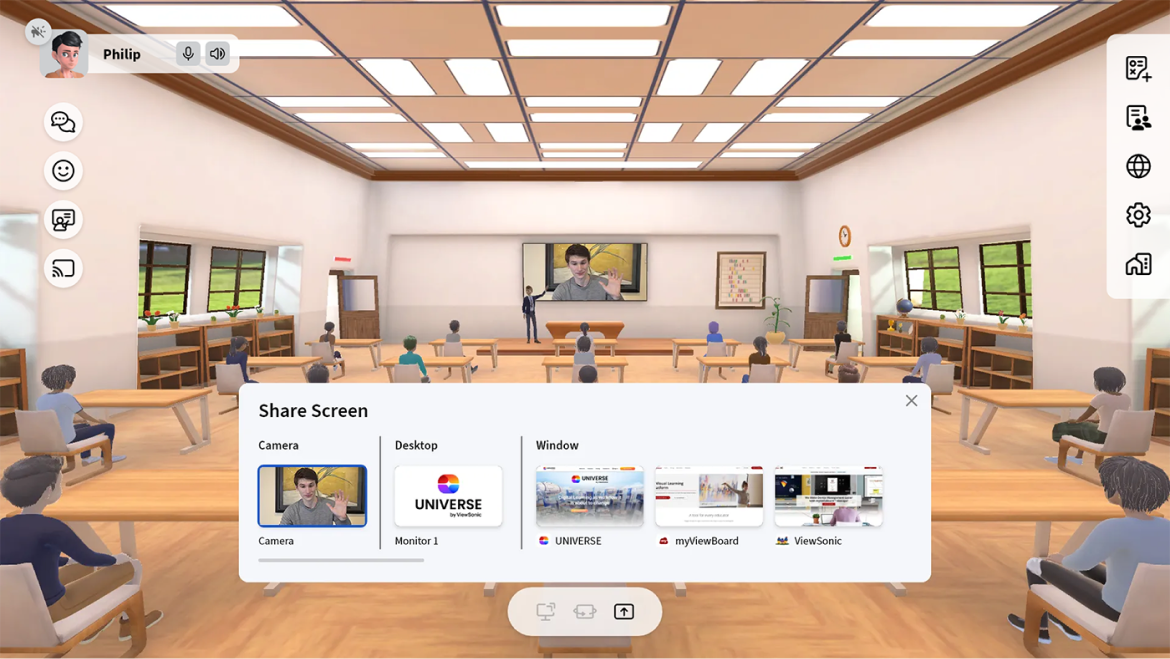 Philip
Share Screen
Camera
Desktop
Window
UNIVERSE
by ViewSonic
UNIVERSE
Camera
Monitor 1
UNIVERSE
myViewBoard
ViewSonic